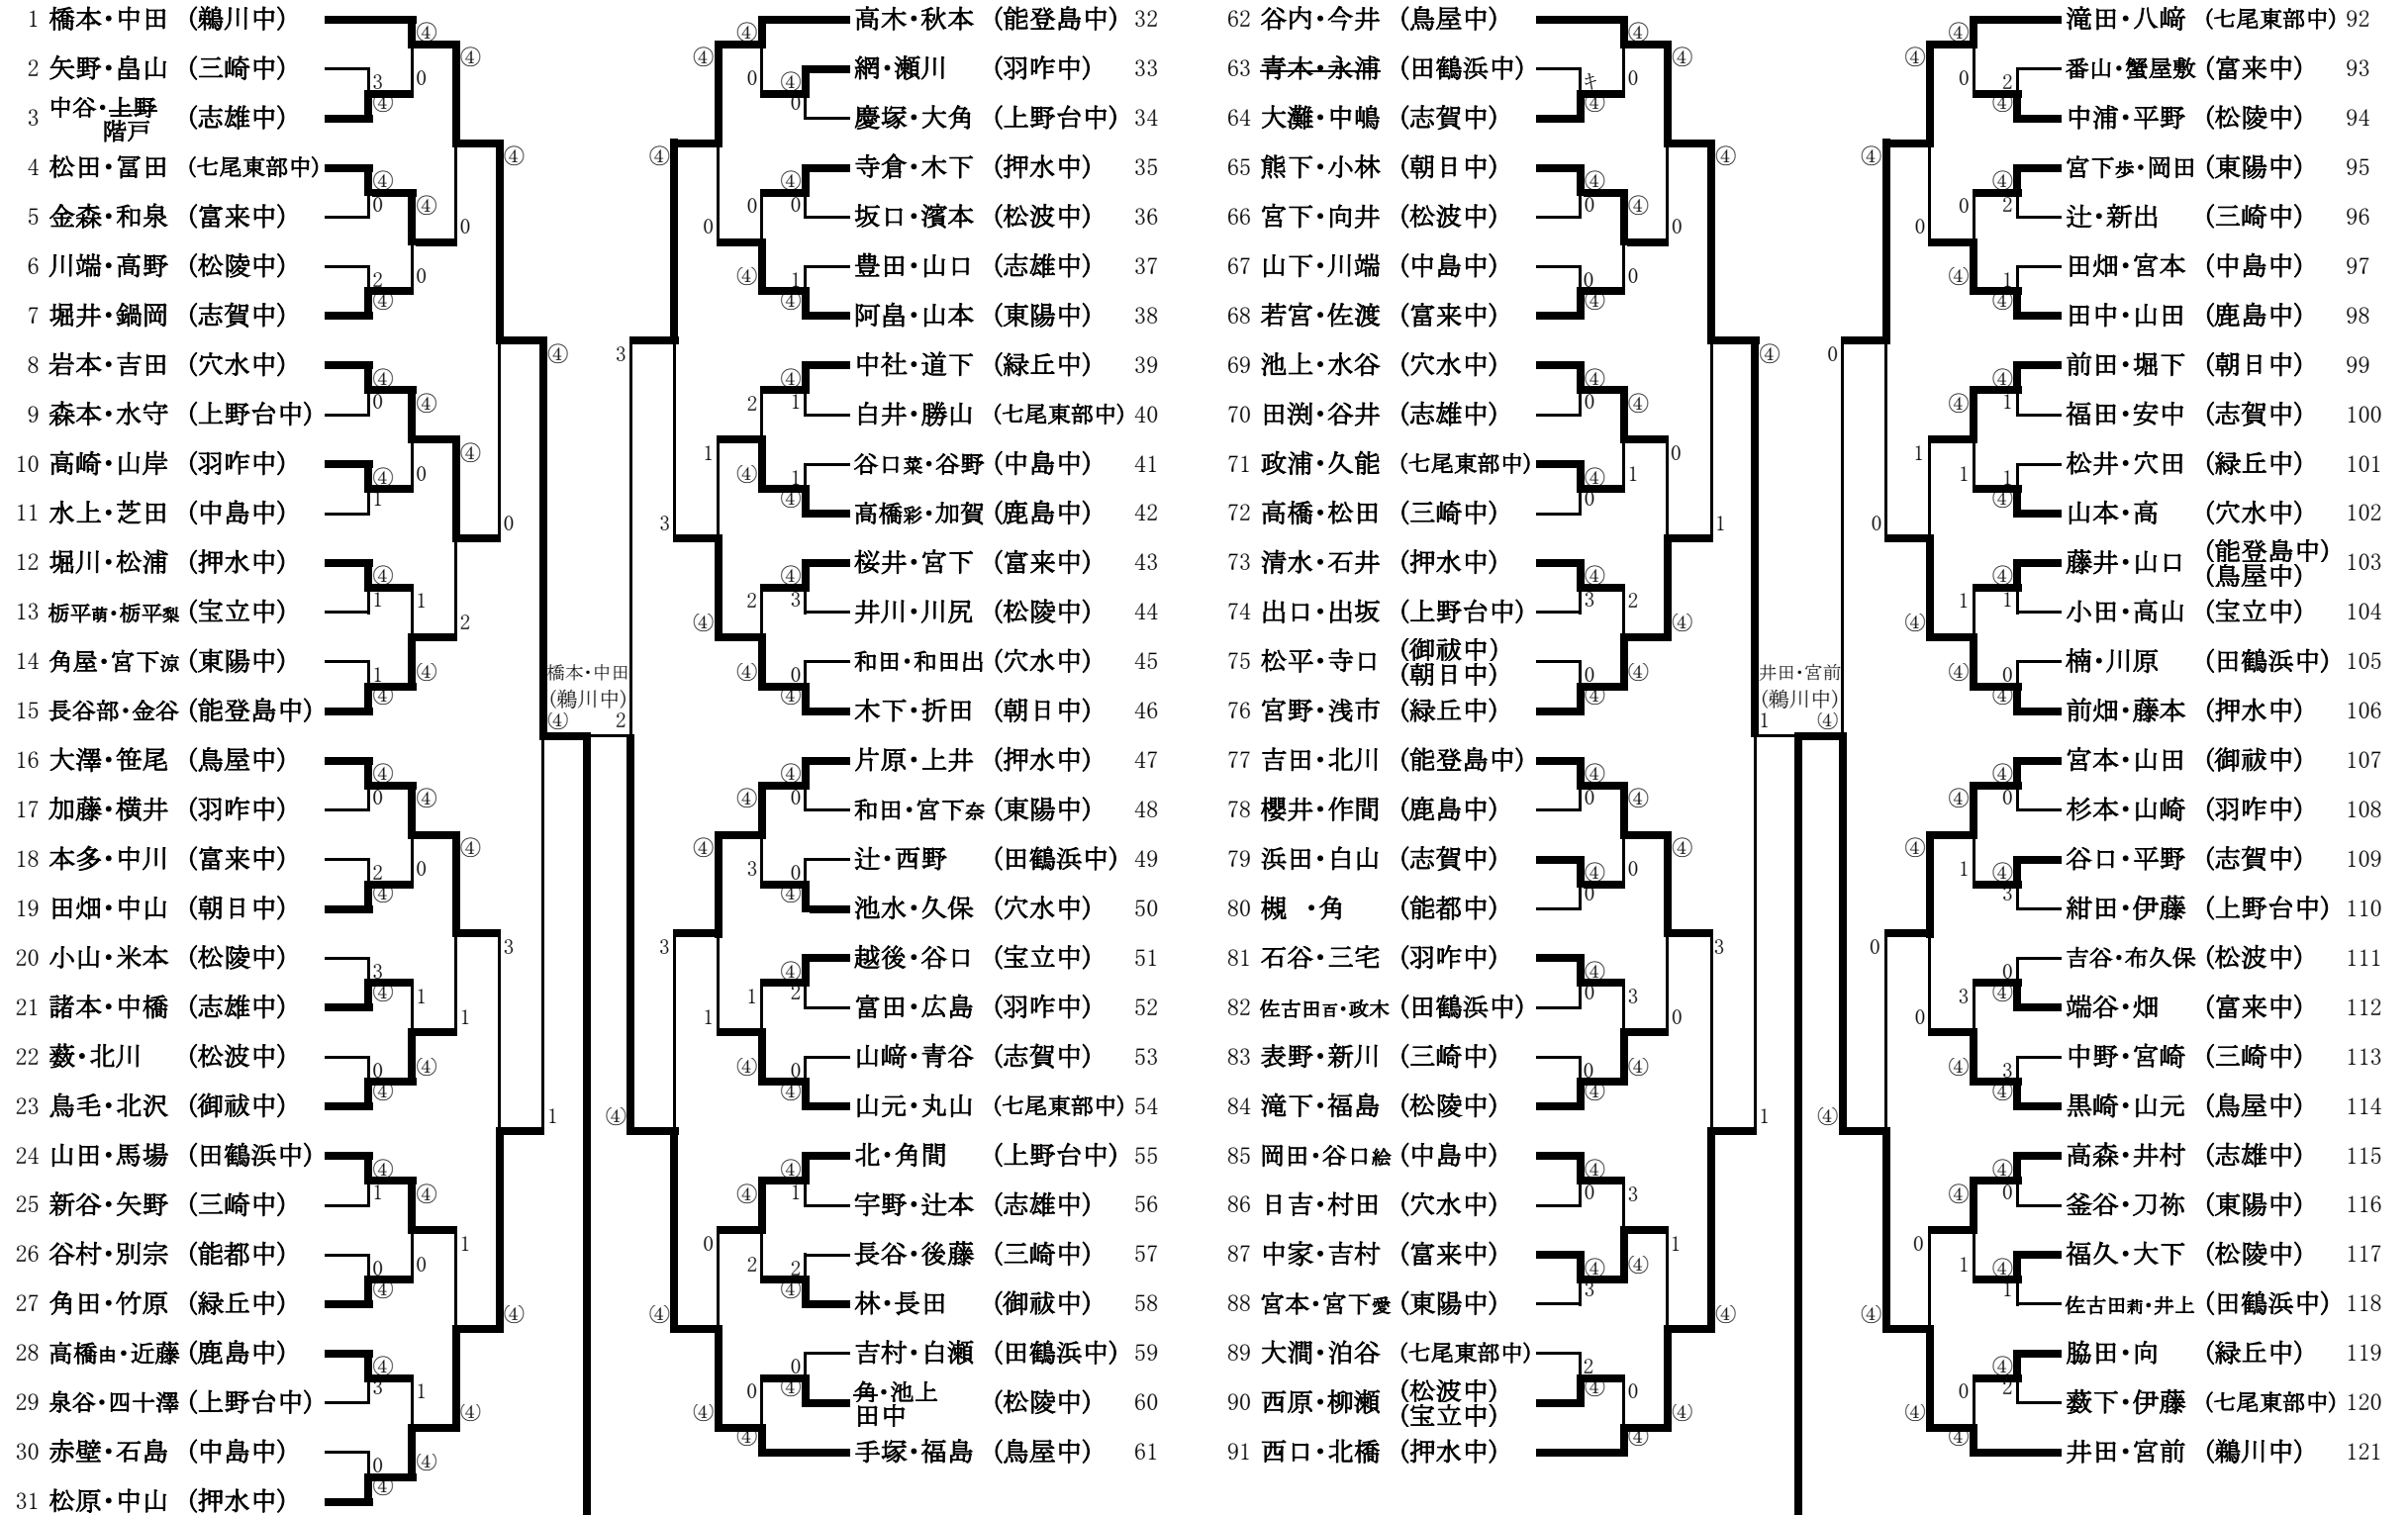 1 橋本・中田 (鵜川中)
2 矢野・畠山 (三崎中)
3 中谷・上野 (志雄中)
階戸
4 松田・冨田 (七尾東部中)
5 金森・和泉 (富来中)
6 川端・高野 (松陵中)
7 堀井・鍋岡 (志賀中)
8 岩本・吉田 (穴水中)
9 森本・水守 (上野台中)
10 高崎・山岸 (羽咋中)
11 水上・芝田 (中島中)
12 堀川・松浦 (押水中)
13 栃平萌・栃平梨 (宝立中)
14 角屋・宮下涼 (東陽中)
15 長谷部・金谷 (能登島中)
16 大澤・笹尾 (鳥屋中)
17 加藤・横井 (羽咋中)
18 本多・中川 (富来中)
19 田畑・中山 (朝日中)
20 小山・米本 (松陵中)
21 諸本・中橋 (志雄中)
22 薮・北川 (松波中)
23 鳥毛・北沢 (御祓中)
24 山田・馬場 (田鶴浜中)
25 新谷・矢野 (三崎中)
26 谷村・別宗 (能都中)
27 角田・竹原 (緑丘中)
28 高橋由・近藤 (鹿島中)
29 泉谷・四十澤 (上野台中)
30 赤壁・石島 (中島中)
31 松原・中山 (押水中)
橋本・中田
(鵜川中)
④ 2
高木・秋本 (能登島中) 32
網・瀬川 (羽咋中) 33
慶塚・大角 (上野台中) 34
寺倉・木下 (押水中) 35
坂口・濱本 (松波中) 36
豊田・山口 (志雄中) 37
阿畠・山本 (東陽中) 38
中社・道下 (緑丘中) 39
白井・勝山 (七尾東部中) 40
谷口菜・谷野 (中島中) 41
高橋彩・加賀 (鹿島中) 42
桜井・宮下 (富来中) 43
井川・川尻 (松陵中) 44
和田・和田出 (穴水中) 45
木下・折田 (朝日中) 46
片原・上井 (押水中) 47
和田・宮下奈 (東陽中) 48
辻・西野 (田鶴浜中) 49
池水・久保 (穴水中) 50
越後・谷口 (宝立中) 51
富田・広島 (羽咋中) 52
山﨑・青谷 (志賀中) 53
山元・丸山 (七尾東部中) 54
北・角間 (上野台中) 55
宇野・辻本 (志雄中) 56
長谷・後藤 (三崎中) 57
林・長田 (御祓中) 58
吉村・白瀬 (田鶴浜中) 59
角・池上 (松陵中) 60
田中
手塚・福島 (鳥屋中) 61
62 谷内・今井 (鳥屋中)
63 青木・永浦 (田鶴浜中)
キ
64 大灘・中嶋 (志賀中)
65 熊下・小林 (朝日中)
66 宮下・向井 (松波中)
67 山下・川端 (中島中)
68 若宮・佐渡 (富来中)
69 池上・水谷 (穴水中)
70 田渕・谷井 (志雄中)
71 政浦・久能 (七尾東部中)
72 高橋・松田 (三崎中)
73 清水・石井 (押水中)
74 出口・出坂 (上野台中)
75 松平・寺口 (御祓中)
(朝日中)
76 宮野・浅市 (緑丘中)
77 吉田・北川 (能登島中)
78 櫻井・作間 (鹿島中)
79 浜田・白山 (志賀中)
80 槻 ・角 (能都中)
81 石谷・三宅 (羽咋中)
82 佐古田百・政木 (田鶴浜中)
83 表野・新川 (三崎中)
84 滝下・福島 (松陵中)
85 岡田・谷口絵 (中島中)
86 日吉・村田 (穴水中)
87 中家・吉村 (富来中)
88 宮本・宮下愛 (東陽中)
89 大澗・泊谷 (七尾東部中)
90 西原・柳瀬 (松波中)
(宝立中)
91 西口・北橋 (押水中)
井田・宮前
(鵜川中)
1 ④
滝田・八﨑 (七尾東部中) 92
番山・蟹屋敷 (富来中) 93
中浦・平野 (松陵中) 94
宮下歩・岡田 (東陽中) 95
辻・新出 (三崎中) 96
田畑・宮本 (中島中) 97
田中・山田 (鹿島中) 98
前田・堀下 (朝日中) 99
福田・安中 (志賀中) 100
松井・穴田 (緑丘中) 101
山本・高 (穴水中) 102
藤井・山口 (能登島中) 103
(鳥屋中)
小田・高山 (宝立中) 104
楠・川原 (田鶴浜中) 105
前畑・藤本 (押水中) 106
宮本・山田 (御祓中) 107
杉本・山崎 (羽咋中) 108
谷口・平野 (志賀中) 109
紺田・伊藤 (上野台中) 110
吉谷・布久保 (松波中) 111
端谷・畑 (富来中) 112
中野・宮崎 (三崎中) 113
黒崎・山元 (鳥屋中) 114
高森・井村 (志雄中) 115
釜谷・刀祢 (東陽中) 116
福久・大下 (松陵中) 117
佐古田莉・井上 (田鶴浜中) 118
脇田・向 (緑丘中) 119
薮下・伊藤 (七尾東部中) 120
井田・宮前 (鵜川中) 121